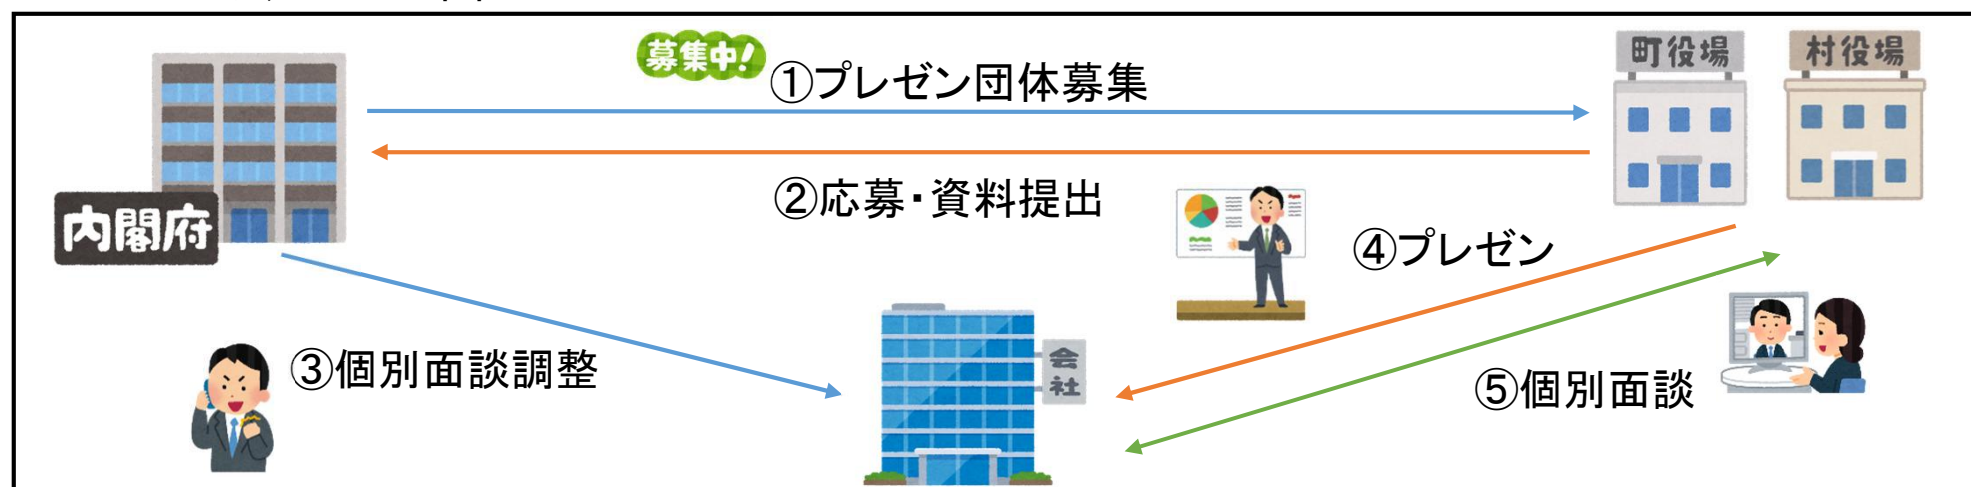 募集中!
①プレゼン団体募集
町役場
村役場
②応募・資料提出
内閣府
④プレゼン
③個別面談調整
会社
⑤個別面談